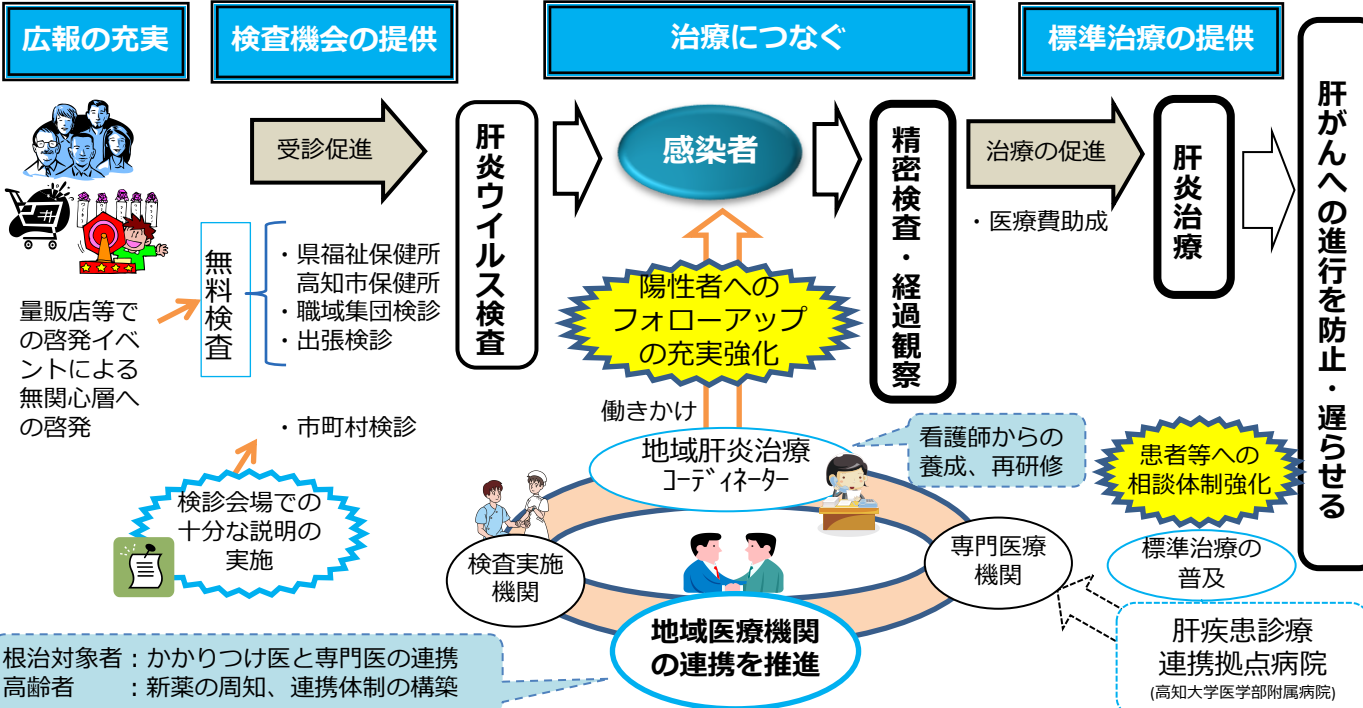 広報の充実
検査機会の提供
治療につなぐ
標準治療の提供
肝がんへの進行を防止・遅らせる
受診促進
肝炎ウイルス検査
感染者
精密検査・経過観察
治療の促進
・医療費助成
肝炎治療
量販店等で
の啓発イベ
ントによる
無関心層へ
の啓発
無料検査
・県福祉保健所
高知市保健所
・職域集団検診
・出張検診
・市町村検診
検診会場での
十分な説明の
実施
陽性者への
フォローアップ
の充実強化
働きかけ
地域肝炎治療
ｺｰﾃﾞｨﾈｰﾀｰ
看護師からの
養成、再研修
検査実施
機関
専門医療
機関
地域医療機関
の連携を推進
患者等への
相談体制強化
標準治療の
普及
肝疾患診療
連携拠点病院
(高知大学医学部附属病院)
根治対象者：かかりつけ医と専門医の連携
高齢者　　：新薬の周知、連携体制の構築